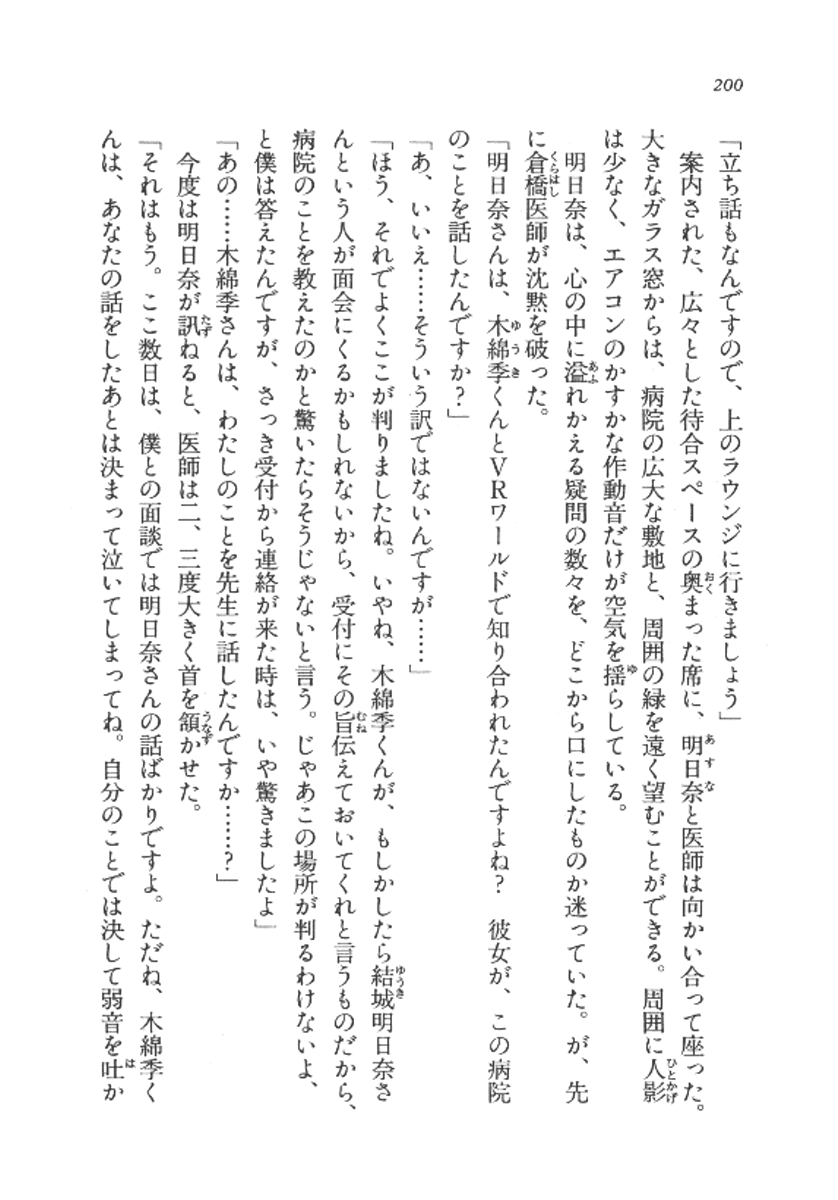 200
「立ち話もなんですので、上のラウンジに行きましょう」
　案内された、広々とした待合スペースの奥まった席に、明日奈と医師は向かい合って座った。
大きなガラス窓からは、病院の広大な敷地と、周囲の緑を遠く望むことができる。周囲に人影
は少なく、エアコンのかすかな作動音だけが空気を揺らしている。
　明日奈は、心の中に溢れかえる疑問の数々を、どこから口にしたものか迷っていた。が、先
に倉橋医師が沈黙を破った。
「明日奈さんは、木綿季くんとVRワールドで知り合われたんですよね？　彼女が、この病院
のことを話したんですか？」
「あ、いいえ……そういう訳ではないんですが……」
「ほう、それでよくここが判りましたね。いやね、木綿季くんが、もしかしたら結城明日奈さ
んという人が面会にくるかもしれないから、受付にその旨伝えておいてくれと言うものだから、
病院のことを教えたのかと驚いたらそうじゃないと言う。じゃあこの場所が判るわけないよ、
と僕は答えたんですが、さっき受付から連絡が来た時は、いや驚きましたよ」
「あの……木綿季さんは、わたしのことを先生に話したんですか……？」
　今度は明日奈が訊ねると、医師は二、三度大きく首を頷かせた。
「それはもう。ここ数日は、僕との面談では明日奈さんの話ばかりですよ。ただね、木綿季く
んは、あなたの話をしたあとは決まって泣いてしまってね。自分のことでは決して弱音を吐か